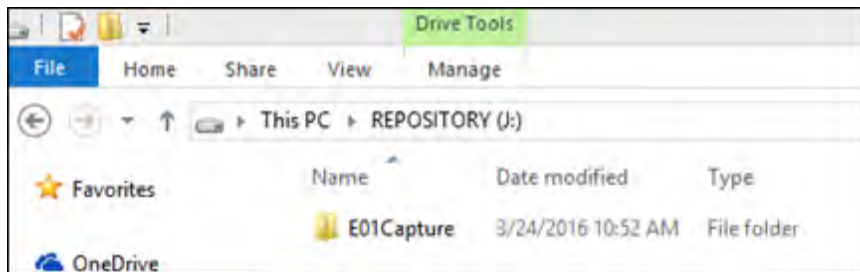 Drive Tools
File Home Share View Manage
This PC REPOSITORY (J:)
Favorites
Name Date modified Type
E01Capture 3/24/2016 10:52 AM File folder
OneDrive